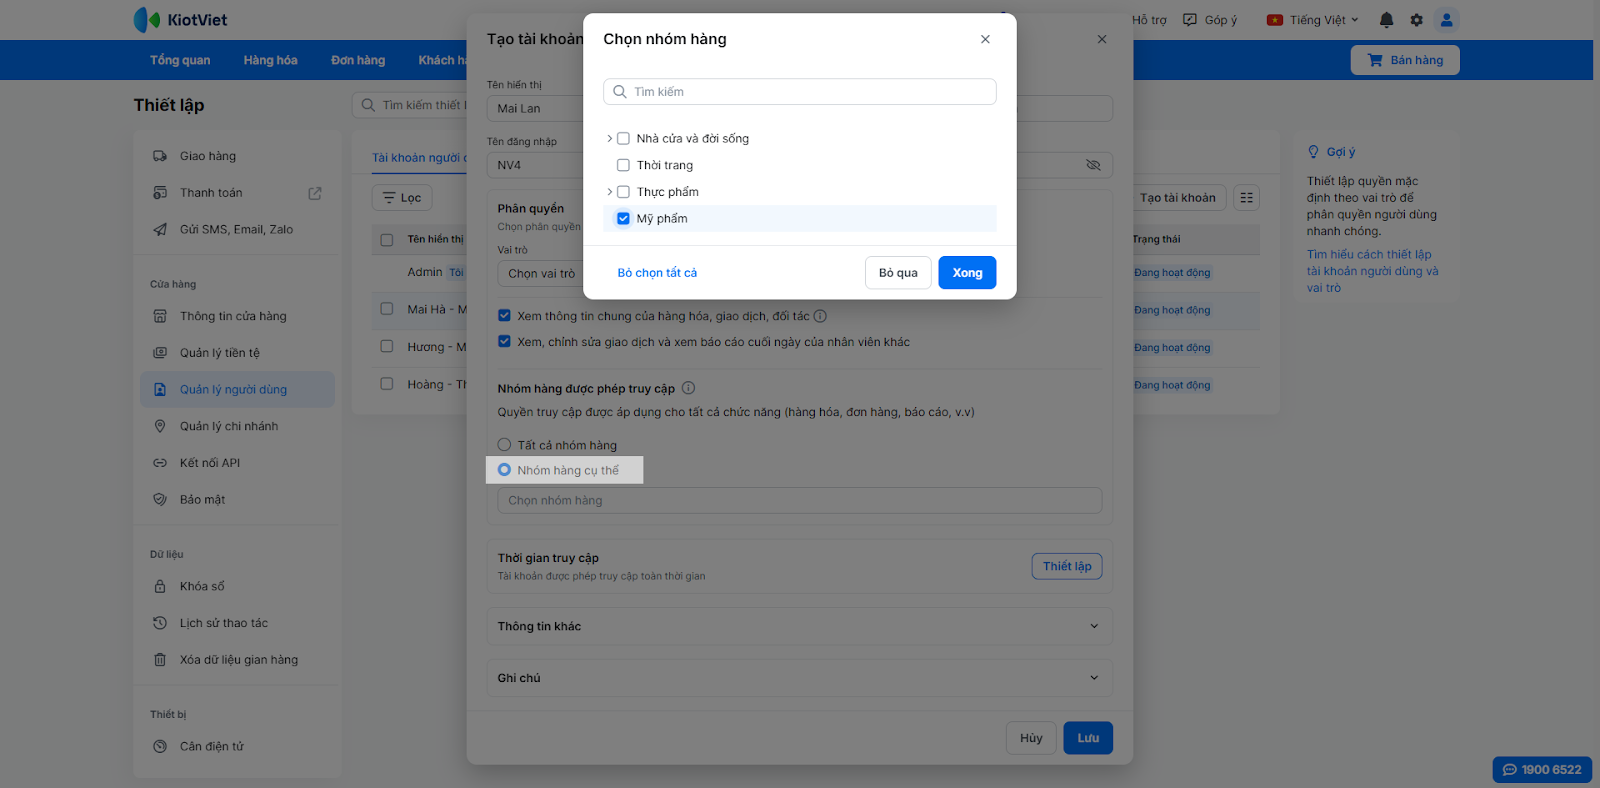 KiotViet
Hỗ trợ
Góp ý
Tiếng Việt
Tổng quan
Hàng hóa
Đơn hàng
Khách h
Bán hàng
Thiết lập
Tìm kiếm thiết l
Giao hàng
Thanh toán
Gửi SMS, Email, Zalo
Cửa hàng
Thông tin cửa hàng
Quản lý tiền tệ
Quản lý người dùng
Quản lý chi nhánh
Kết nối API
Bảo mật
Dữ liệu
Khóa sổ
Lịch sử thao tác
Xóa dữ liệu gian hàng
Thiết bị
Cân điện tử
Tài khoản người
Lọc
Tên hiển thị
Admin Tôi
Mai Hà - M
Hương - M
Hoàng - Th
Tạo tài khoản
Tên hiển thị
Mai Lan
Tên đăng nhập
NV4
Phân quyền
Chọn phân quyền
Vai trò
Chọn vai trò
Xem thông tin chung của hàng hóa, giao dịch, đối tác
Xem, chỉnh sửa giao dịch và xem báo cáo cuối ngày của nhân viên khác
Nhóm hàng được phép truy cập
Quyền truy cập được áp dụng cho tất cả chức năng (hàng hóa, đơn hàng, báo cáo, v.v)
Tất cả nhóm hàng
Nhóm hàng cụ thể
Chọn nhóm hàng
Thời gian truy cập
Tài khoản được phép truy cập toàn thời gian
Thiết lập
Thông tin khác
Ghi chú
Hủy
Lưu
Chọn nhóm hàng
Tìm kiếm
Nhà cửa và đời sống
Thời trang
Thực phẩm
Mỹ phẩm
Bỏ chọn tất cả
Bỏ qua
Xong
Tạo tài khoản
Trạng thái
Đang hoạt động
Đang hoạt động
Đang hoạt động
Đang hoạt động
Gợi ý
Thiết lập quyền mặc
định theo vai trò để
phân quyền người dùng
nhanh chóng.
Tìm hiểu cách thiết lập
tài khoản người dùng và
vai trò
1900 6522